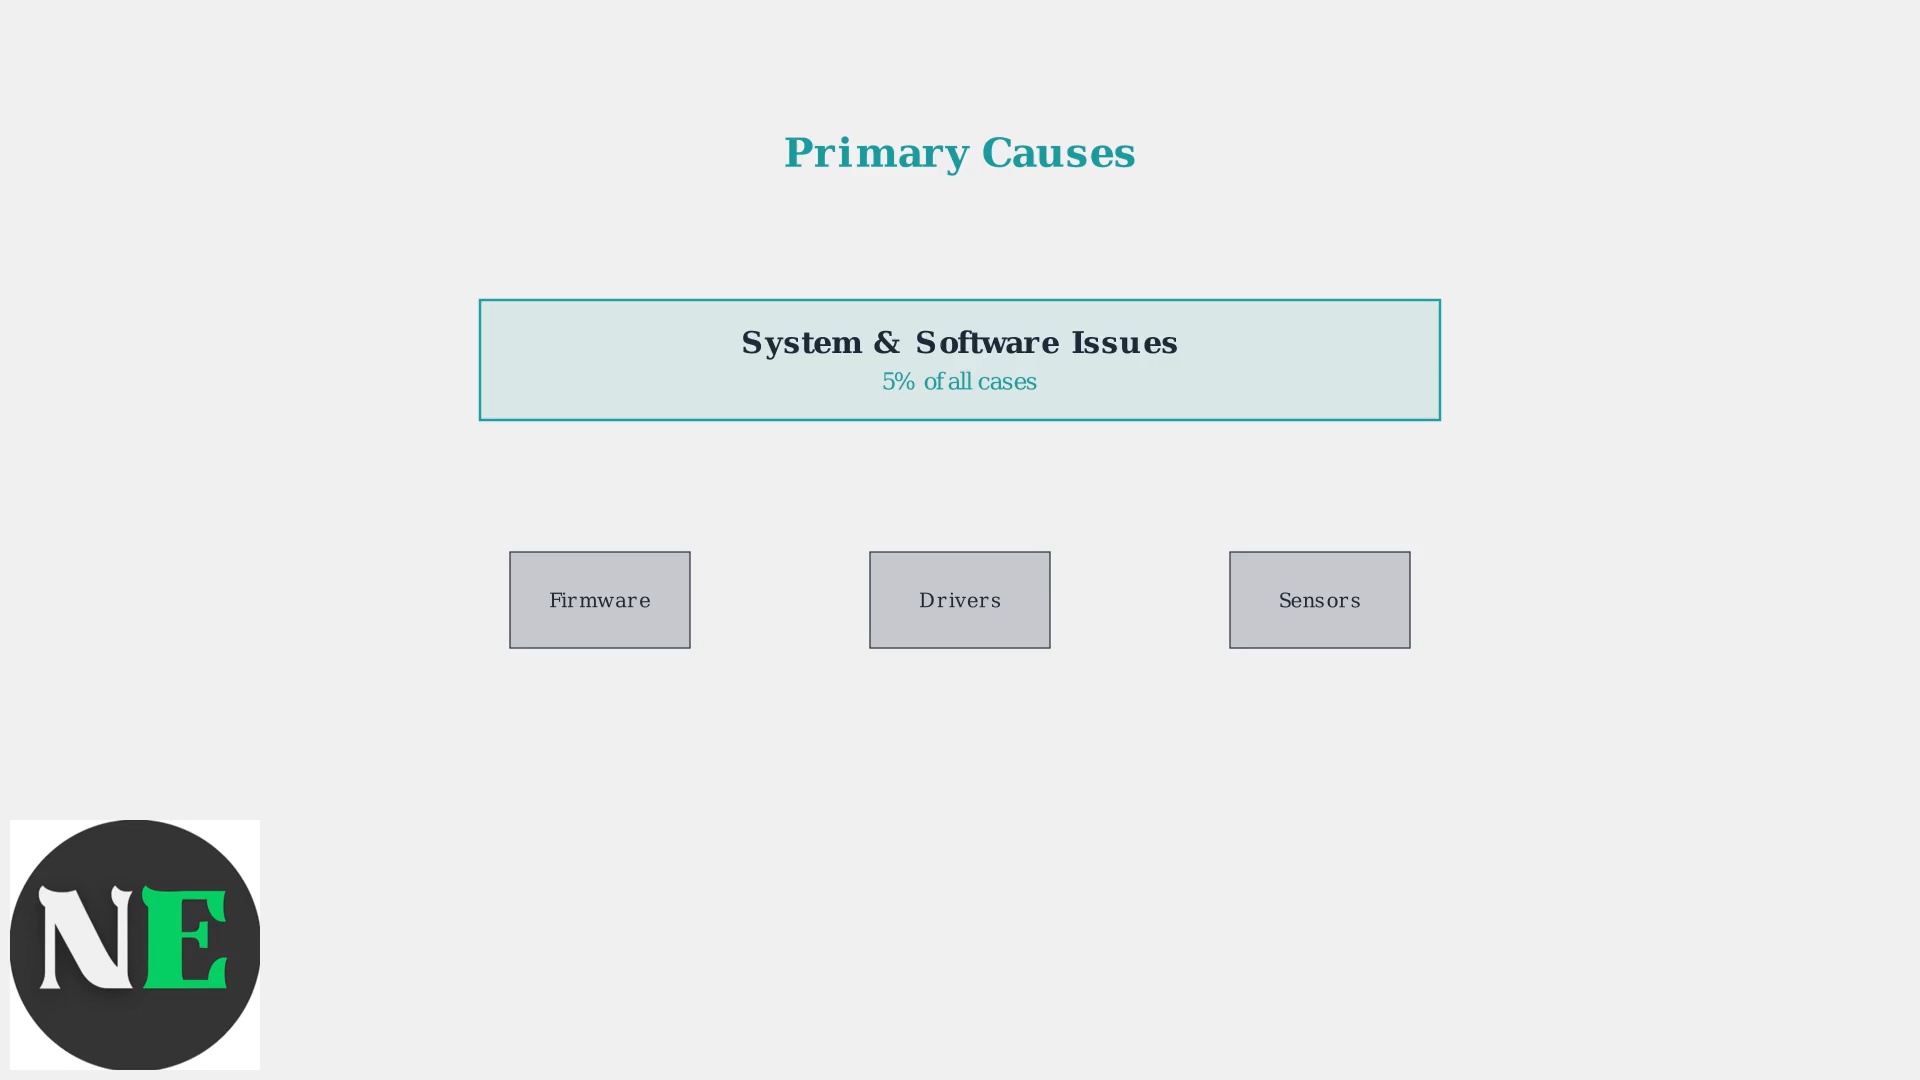 Primary Causes
System & Software Issues
5% of all cases
Firmware
Drivers
Sensors
NE